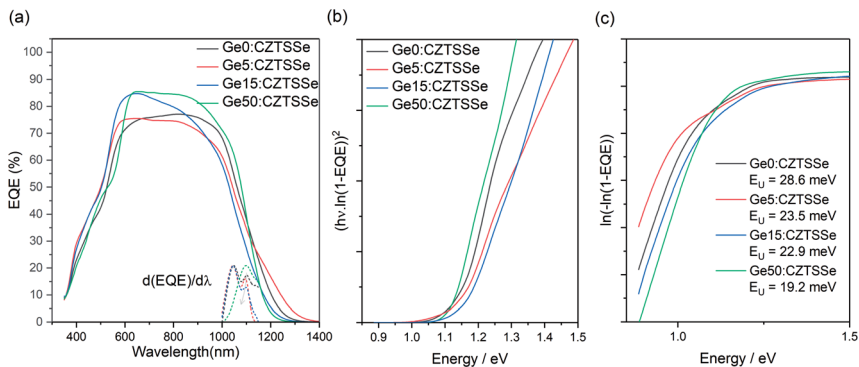 (a)
EQE (%)
100
90
80
70
60
50
40
30
20
10
0
Ge0:CZTSSe
Ge5:CZTSSe
Ge15:CZTSSe
Ge50:CZTSSe
d(EQE)/dλ
400 600 800 1000 1200 1400
Wavelength(nm)
(b)
(hν.ln(1-EQE))²
Ge0:CZTSSe
Ge5:CZTSSe
Ge15:CZTSSe
Ge50:CZTSSe
0.9 1.0 1.1 1.2 1.3 1.4 1.5
Energy / eV
(c)
ln(-ln(1-EQE))
Ge0:CZTSSe
EU = 28.6 meV
Ge5:CZTSSe
EU = 23.5 meV
Ge15:CZTSSe
EU = 22.9 meV
Ge50:CZTSSe
EU = 19.2 meV
1.0 1.5
Energy / eV